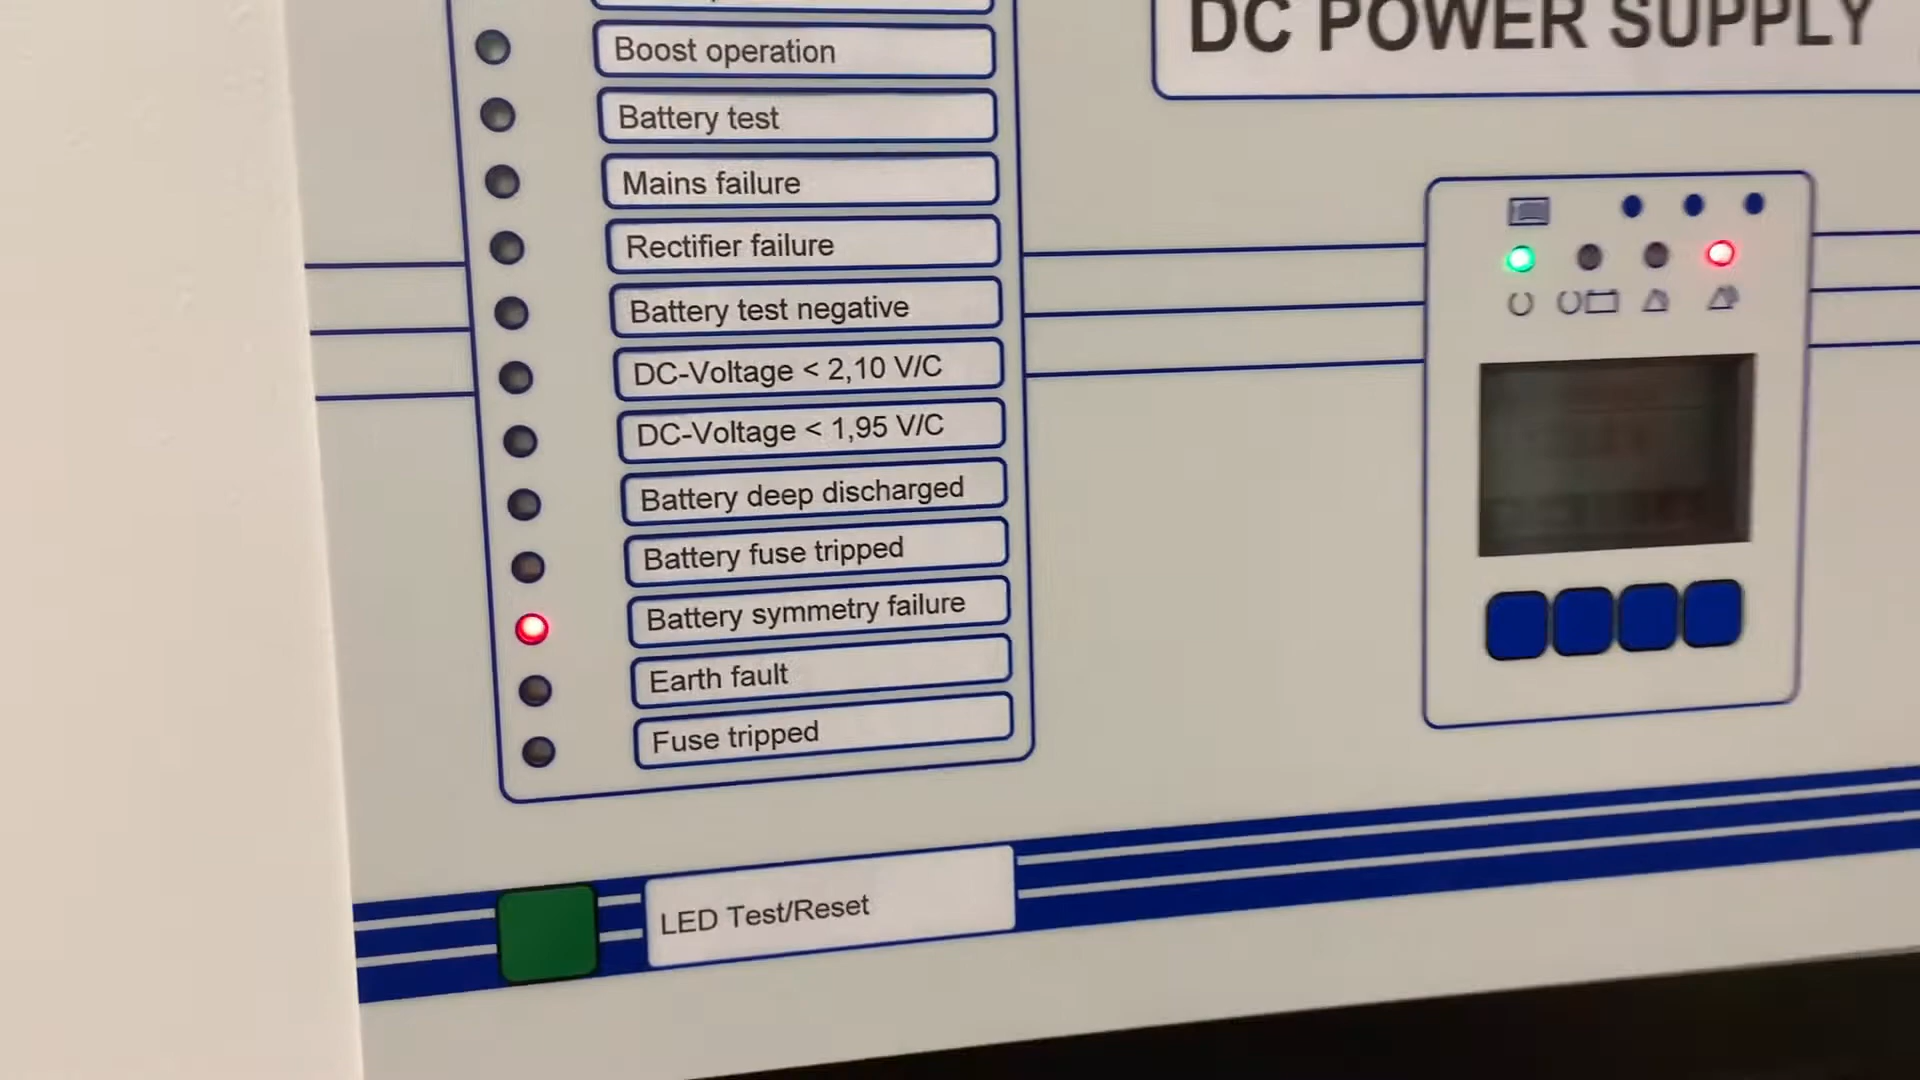 DC POWER SUPPLY
Boost operation
Battery test
Mains failure
Rectifier failure
Battery test negative
DC-Voltage < 2,10 V/C
DC-Voltage < 1,95 V/C
Battery deep discharged
Battery fuse tripped
Battery symmetry failure
Earth fault
Fuse tripped
LED Test/Reset